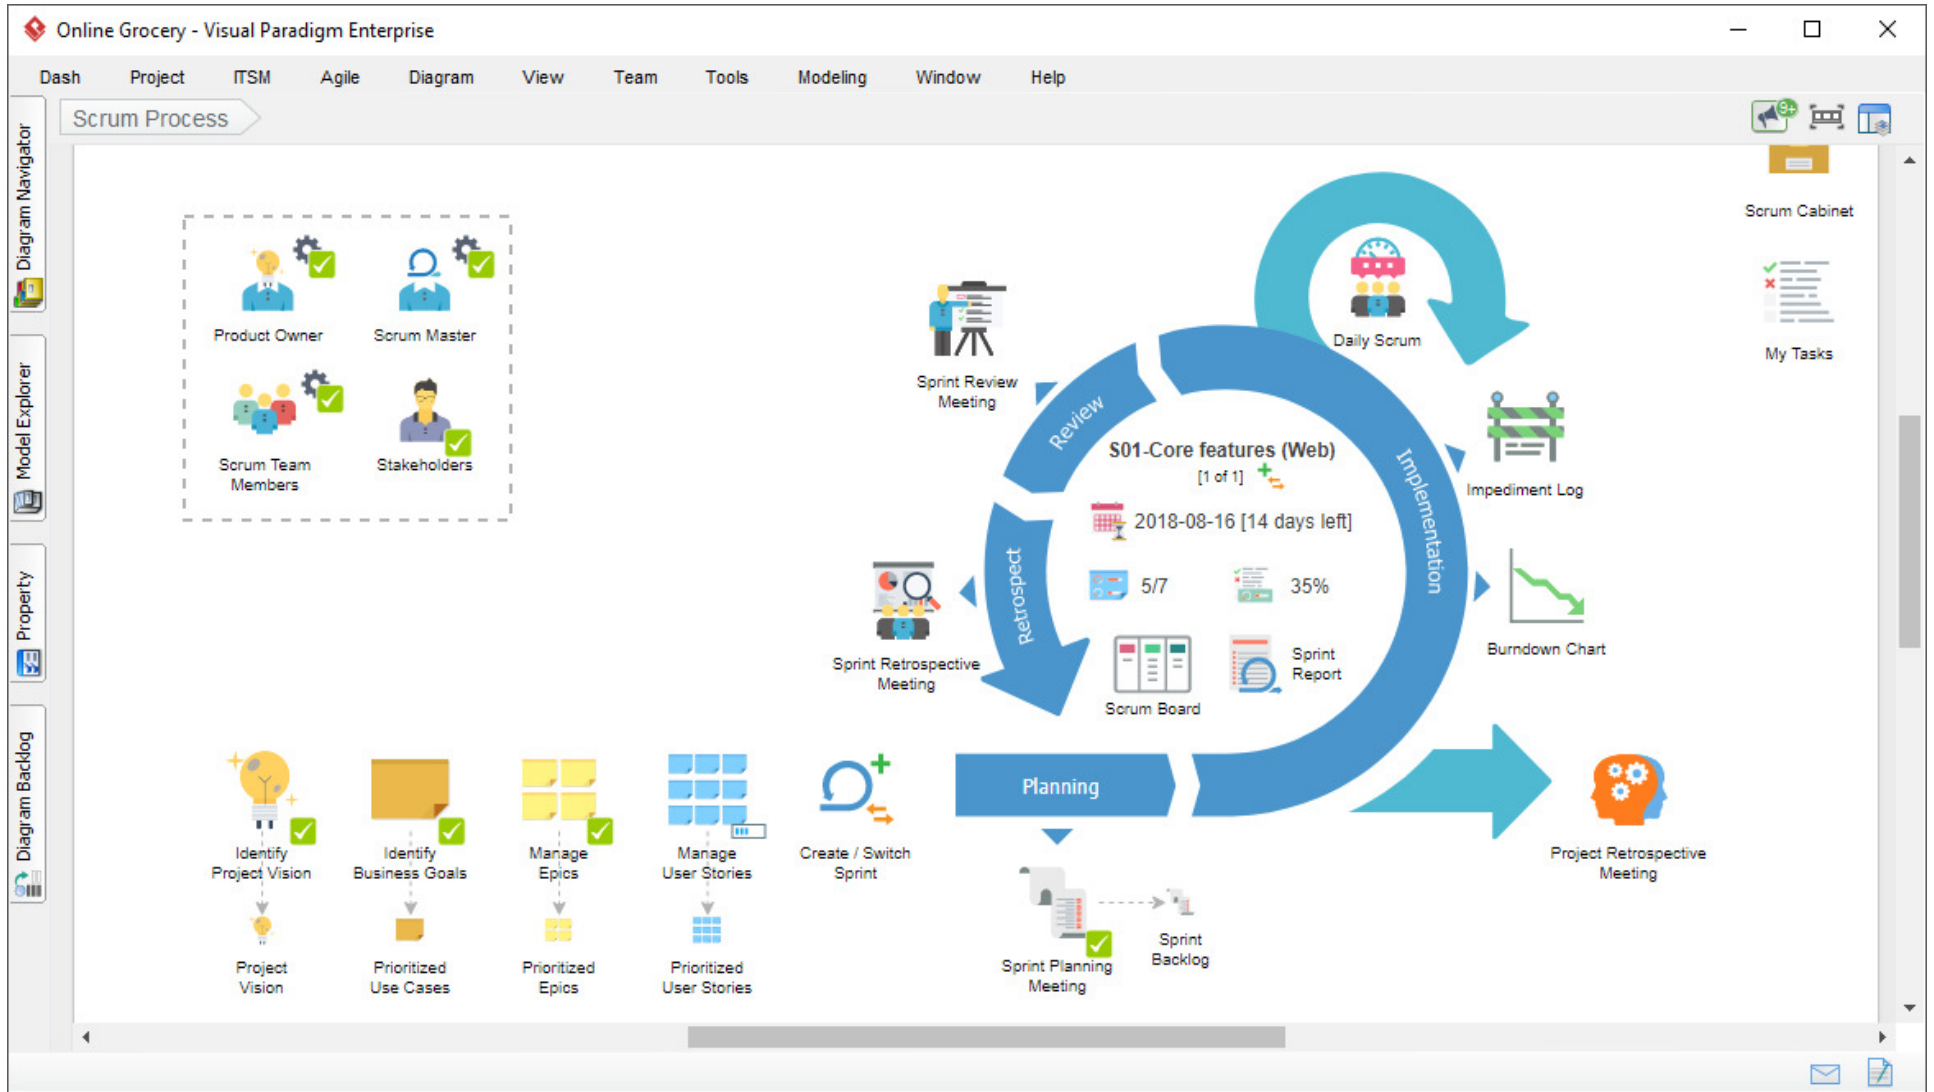 Online Grocery - Visual Paradigm Enterprise
Dash Project ITSM Agile Diagram View Team Tools Modeling Window Help
Scrum Process
9+
Diagram Navigator
Model Explorer
Property
Diagram Backlog
Product Owner
Scrum Master
Scrum Team
Members
Stakeholders
Scrum Cabinet
My Tasks
Daily Scrum
Sprint Review
Meeting
Review
Implementation
Retrospect
S01-Core features (Web)
[1 of 1]
2018-08-16 [14 days left]
5/7
35%
Scrum Board
Sprint
Report
Impediment Log
Burndown Chart
Sprint Retrospective
Meeting
Planning
Identify
Project Vision
Identify
Business Goals
Manage
Epics
Manage
User Stories
Create / Switch
Sprint
Project Retrospective
Meeting
Project
Vision
Prioritized
Use Cases
Prioritized
Epics
Prioritized
User Stories
Sprint Planning
Meeting
Sprint
Backlog